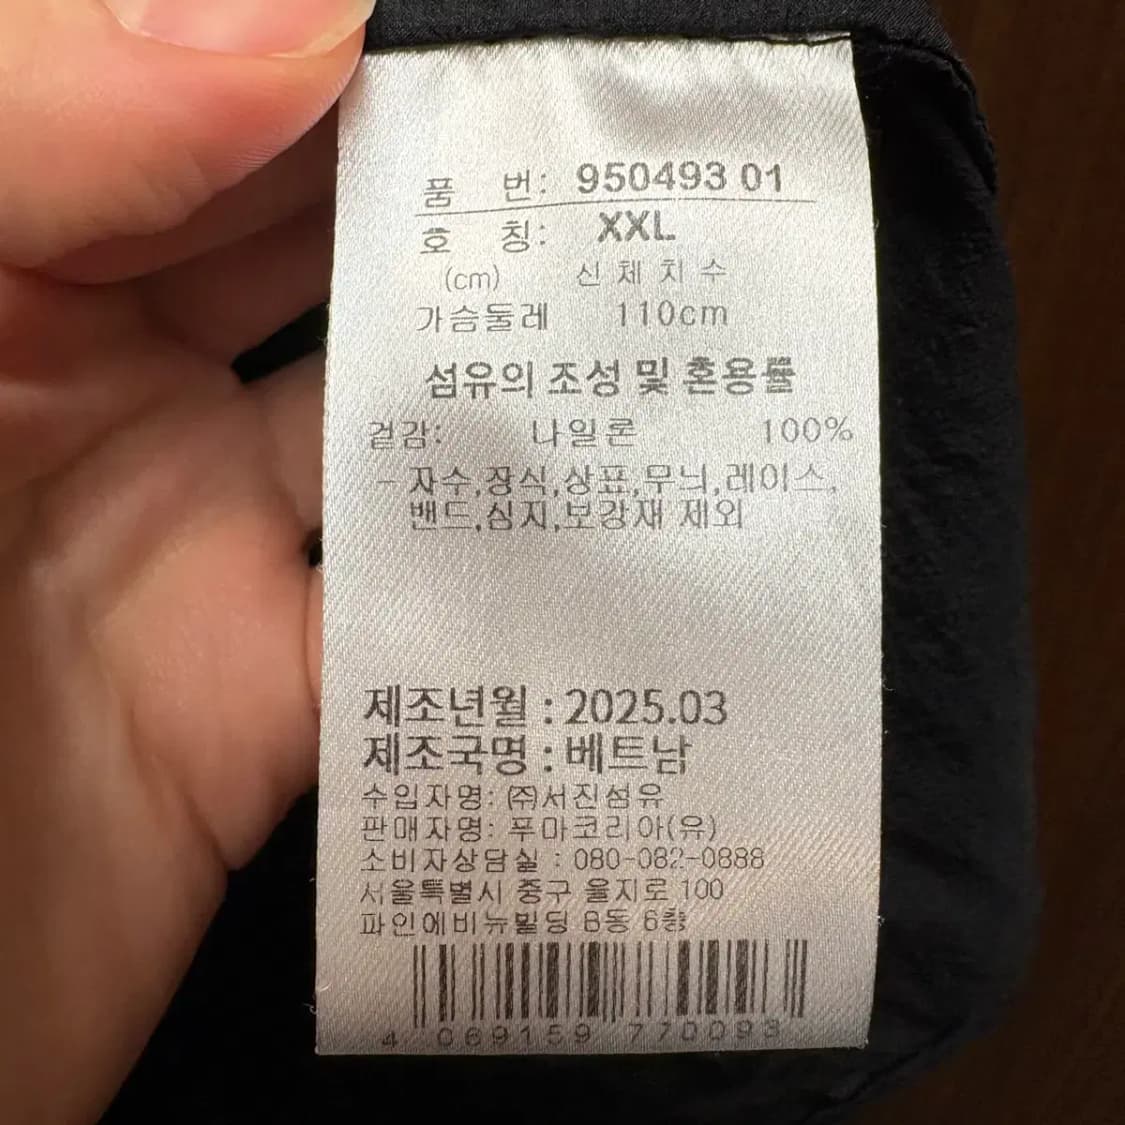 품 번: 950493 01
호 칭: XXL
(cm) 신체치수
가슴둘레 110cm
섬유의 조성 및 혼용률
겉감: 나일론 100%
- 자수,장식,상표,무늬,레이스,
밴드,심지,보강재 제외
제조년월 : 2025.03
제조국명 : 베트남
수입자명: ㈜서진섬유
판매자명: 푸마코리아(유)
소비자상담실 : 080-082-0888
서울특별시 중구 을지로 100
파인에비뉴빌딩 B동 6층
4 069159 770093